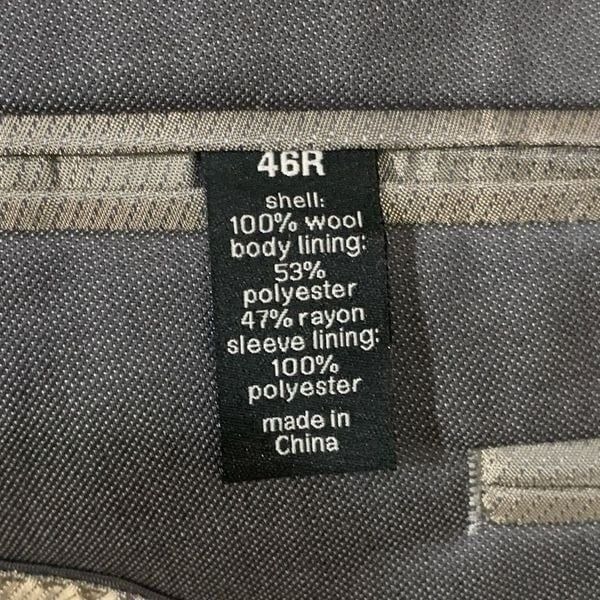 46R
shell:
100% wool
body lining:
53%
polyester
47% rayon
sleeve lining:
100%
polyester
made in
China